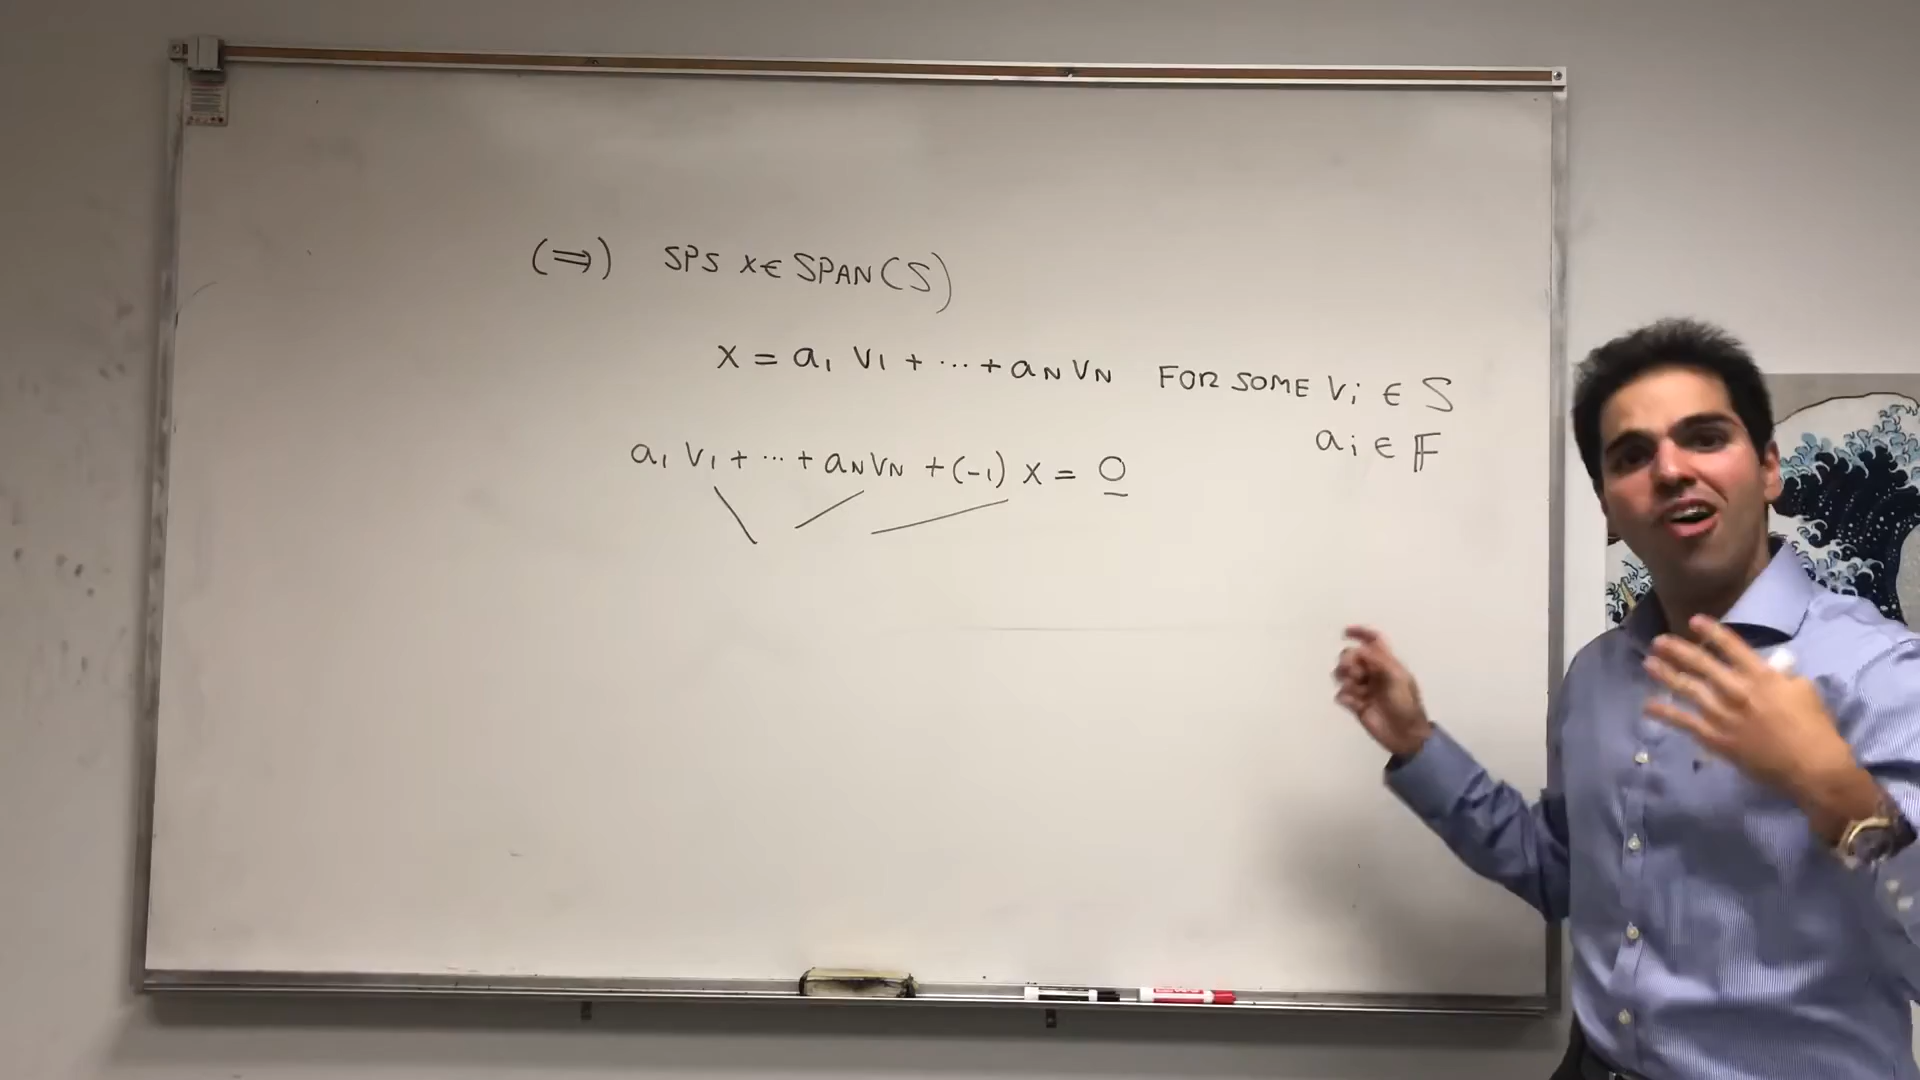 (⇒) SPS x ∈ SPAN(S)
x = a₁ v₁ + ⋯ + aN vN FOR SOME vᵢ ∈ S
aᵢ ∈ 𝔽
a₁ v₁ + ⋯ + aN vN + (-1) x = 0